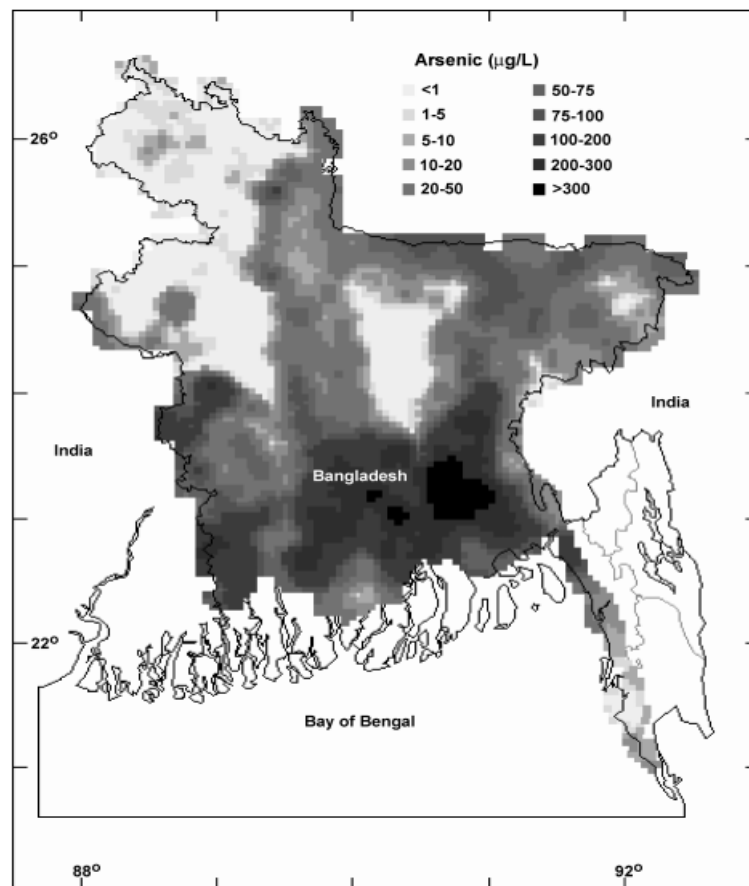 Arsenic (μg/L)
<1
1-5
5-10
10-20
20-50
50-75
75-100
100-200
200-300
>300
26°
India
India
Bangladesh
22°
Bay of Bengal
88°
92°